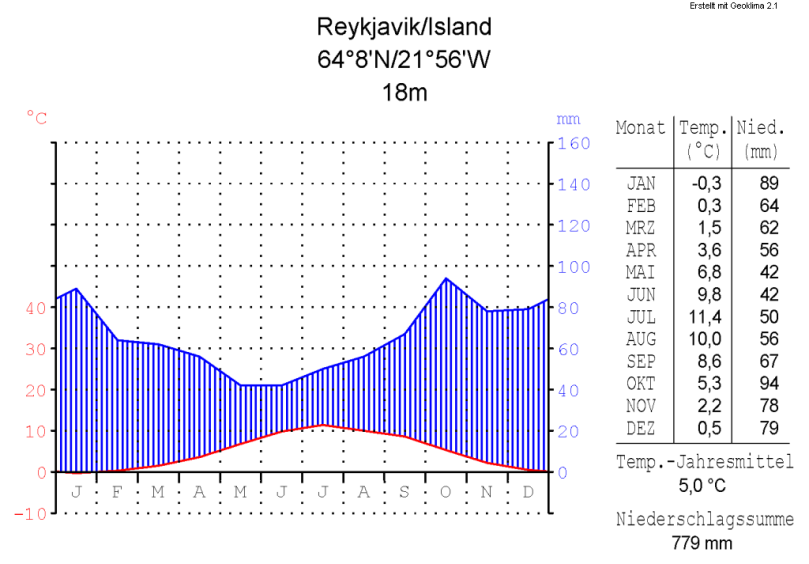 Erstellt mit Geoklima 2.1
Reykjavik/Island
64°8'N/21°56'W
18m
°C
mm
160
140
120
100
40 80
30 60
20 40
10 20
0 0
-10
J F M A M J J A S O N D
Monat Temp. Nied.
(°C) (mm)
JAN -0,3 89
FEB 0,3 64
MRZ 1,5 62
APR 3,6 56
MAI 6,8 42
JUN 9,8 42
JUL 11,4 50
AUG 10,0 56
SEP 8,6 67
OKT 5,3 94
NOV 2,2 78
DEZ 0,5 79
Temp.-Jahresmittel
5,0 °C
Niederschlagssumme
779 mm